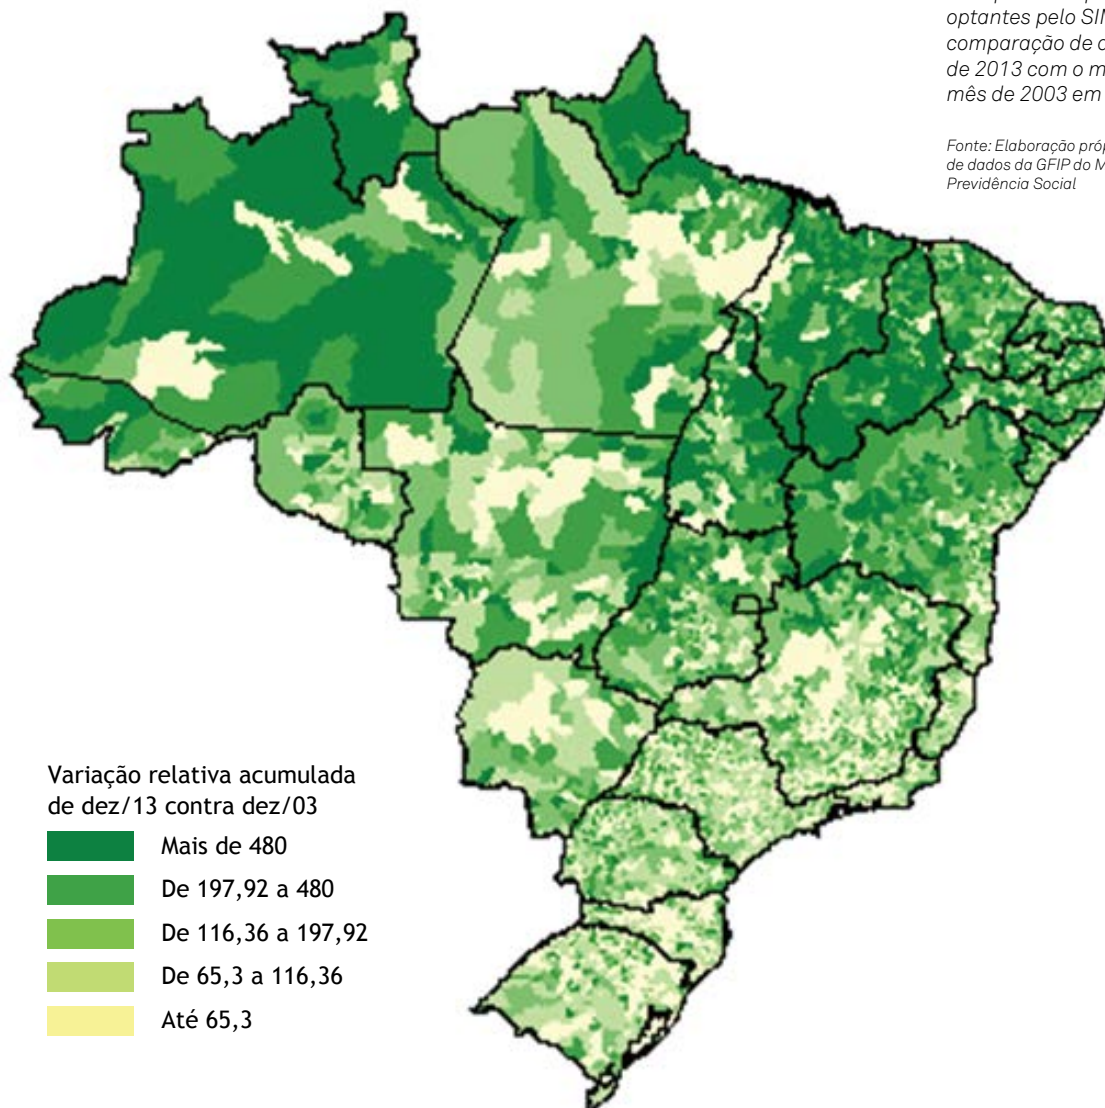 optantes pelo
comparação de
de 2013 com o
mês de 2003 em
Fonte: Elaboração
de dados da GFIP do
Previdência Social
Variação relativa acumulada
de dez/13 contra dez/03
Mais de 480
De 197,92 a 480
De 116,36 a 197,92
De 65,3 a 116,36
Até 65,3